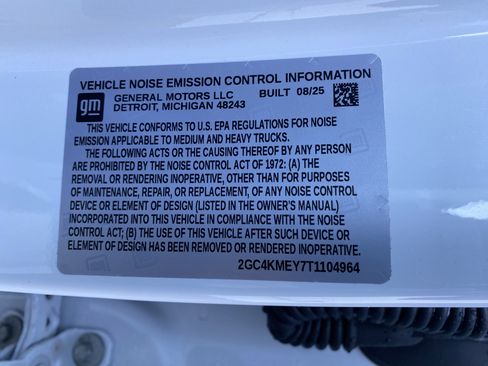 VEHICLE NOISE EMISSION CONTROL INFORMATION
gm
GENERAL MOTORS LLC BUILT 08/25
DETROIT, MICHIGAN 48243
THIS VEHICLE CONFORMS TO U.S. EPA REGULATIONS FOR NOISE
EMISSION APPLICABLE TO MEDIUM AND HEAVY TRUCKS.
THE FOLLOWING ACTS OR THE CAUSING THEREOF BY ANY PERSON
ARE PROHIBITED BY THE NOISE CONTROL ACT OF 1972: (A) THE
REMOVAL OR RENDERING INOPERATIVE, OTHER THAN FOR PURPOSES
OF MAINTENANCE, REPAIR, OR REPLACEMENT, OF ANY NOISE CONTROL
DEVICE OR ELEMENT OF DESIGN (LISTED IN THE OWNER'S MANUAL)
INCORPORATED INTO THIS VEHICLE IN COMPLIANCE WITH THE NOISE
CONTROL ACT; (B) THE USE OF THIS VEHICLE AFTER SUCH DEVICE OR
ELEMENT OF DESIGN HAS BEEN REMOVED OR RENDERED INOPERATIVE.
2GC4KMEY7T1104964